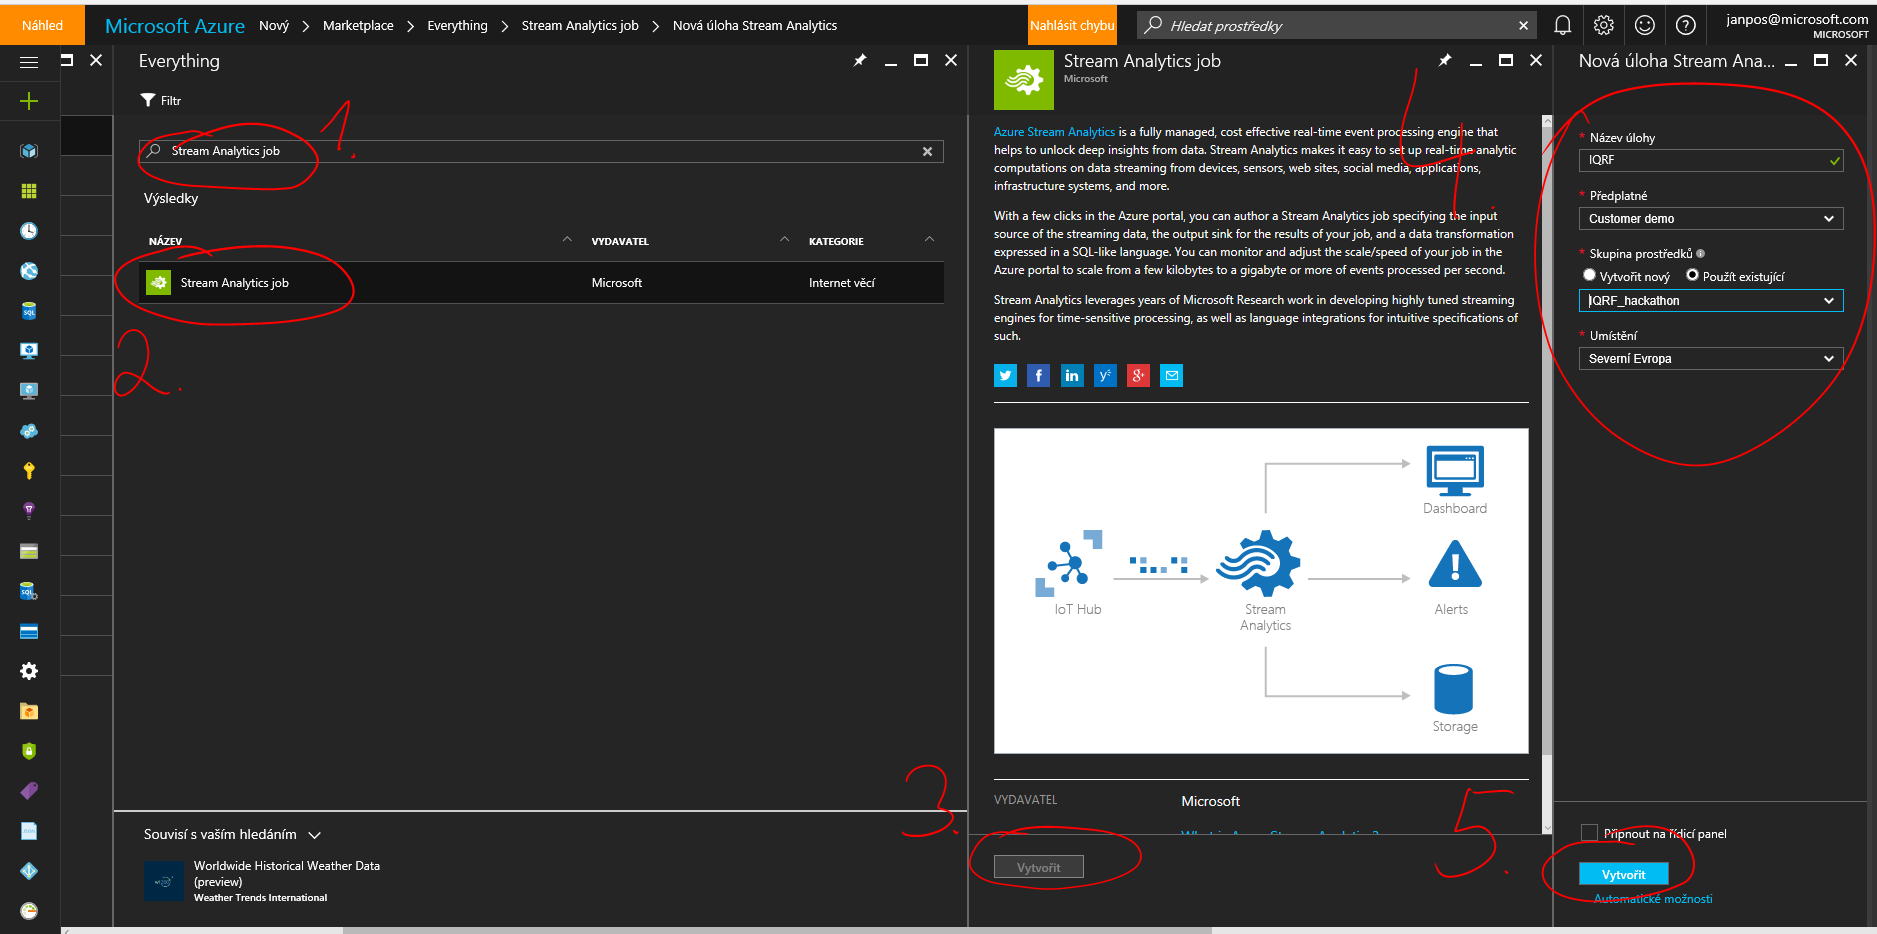 Náhled
Microsoft Azure Nový > Marketplace > Everything > Stream Analytics job > Nová úloha Stream Analytics
Nahlásit chybu
Hledat prostředky
janpos@microsoft.com
MICROSOFT
Everything
Filtr
1.
Stream Analytics job
Výsledky
NÁZEV VYDAVATEL KATEGORIE
Stream Analytics job Microsoft Internet věcí
2.
3.
Souvisí s vaším hledáním
Worldwide Historical Weather Data
(preview)
Weather Trends International
Stream Analytics job
Microsoft
4.
Azure Stream Analytics is a fully managed, cost effective real-time event processing engine that
helps to unlock deep insights from data. Stream Analytics makes it easy to set up real-time analytic
computations on data streaming from devices, sensors, web sites, social media, applications,
infrastructure systems, and more.
With a few clicks in the Azure portal, you can author a Stream Analytics job specifying the input
source of the streaming data, the output sink for the results of your job, and a data transformation
expressed in a SQL-like language. You can monitor and adjust the scale/speed of your job in the
Azure portal to scale from a few kilobytes to a gigabyte or more of events processed per second.
Stream Analytics leverages years of Microsoft Research work in developing highly tuned streaming
engines for time-sensitive processing, as well as language integrations for intuitive specifications of
such.
Dashboard
IoT Hub
Stream
Analytics
Alerts
Storage
VYDAVATEL Microsoft
Vytvořit
5.
Nová úloha Stream Ana...
* Název úlohy
IQRF
* Předplatné
Customer demo
* Skupina prostředků
Vytvořit nový Použít existující
IQRF_hackathon
* Umístění
Severní Evropa
Připnout na řídicí panel
Vytvořit
Automatické možnosti